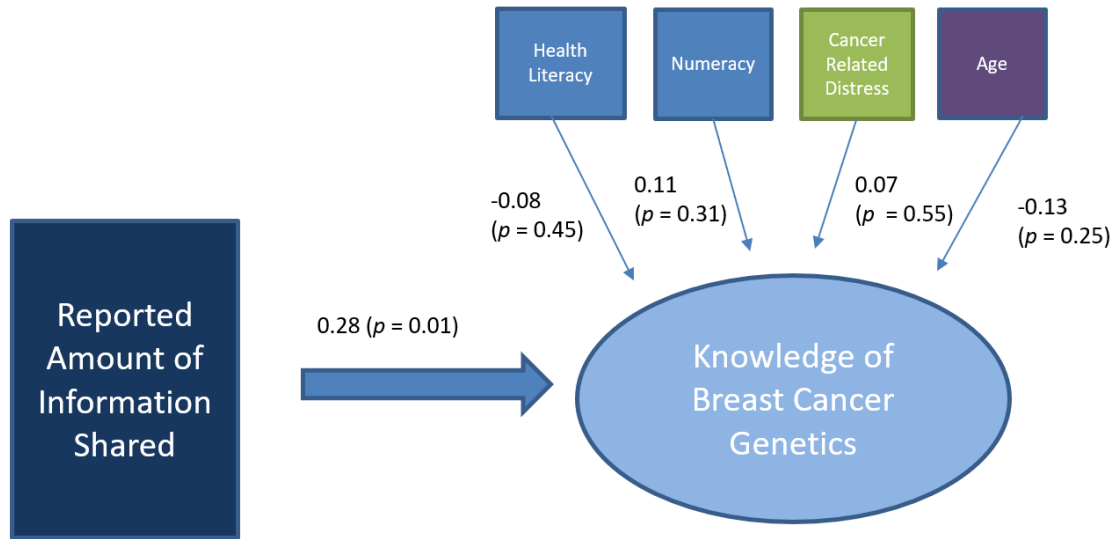 Health
Literacy
Numeracy
Cancer
Related
Distress
Age
-0.08
(p = 0.45)
0.11
(p = 0.31)
0.07
(p = 0.55)
-0.13
(p = 0.25)
Reported
Amount of
Information
Shared
0.28 (p = 0.01)
Knowledge of
Breast Cancer
Genetics